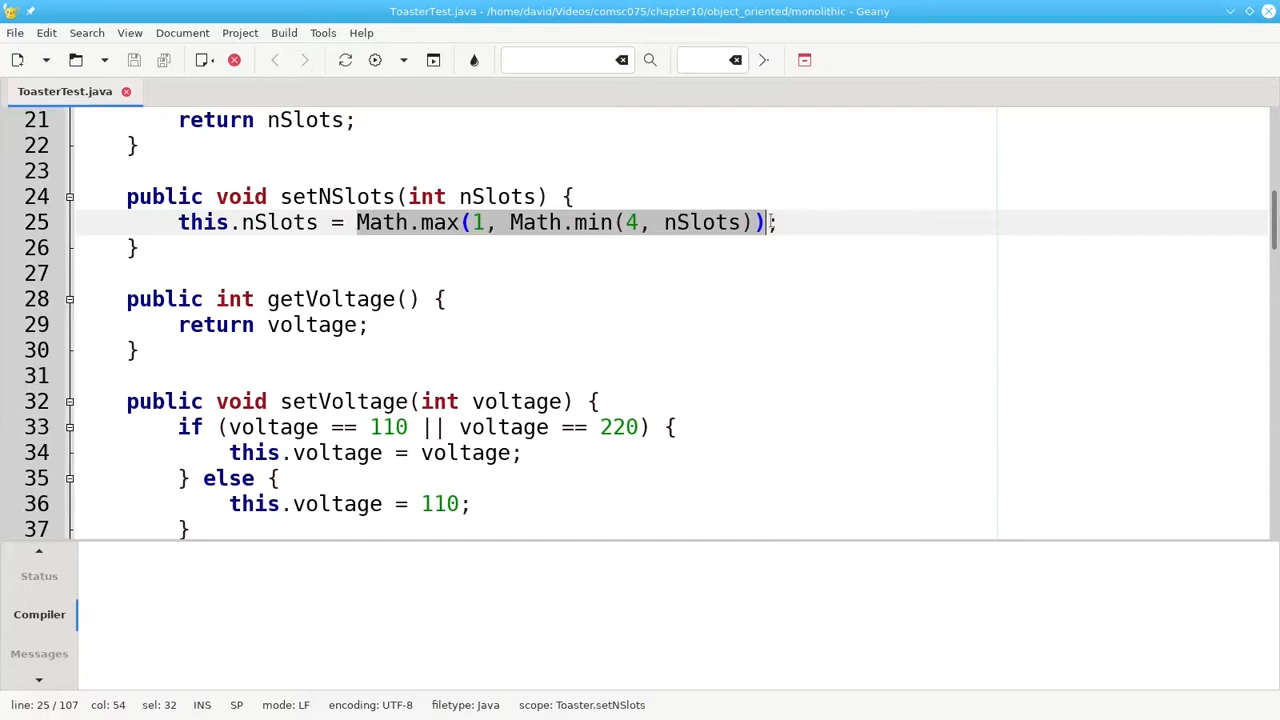 ToasterTest.java - /home/david/Videos/comsc075/chapter10/object_oriented/monolithic - Geany
File Edit Search View Document Project Build Tools Help
ToasterTest.java
21 return nSlots;
22 }
23
24 public void setNSlots(int nSlots) {
25 this.nSlots = Math.max(1, Math.min(4, nSlots));
26 }
27
28 public int getVoltage() {
29 return voltage;
30 }
31
32 public void setVoltage(int voltage) {
33 if (voltage == 110 || voltage == 220) {
34 this.voltage = voltage;
35 } else {
36 this.voltage = 110;
37 }
Status
Compiler
Messages
line: 25 / 107 col: 54 sel: 32 INS SP mode: LF encoding: UTF-8 filetype: Java scope: Toaster.setNSlots